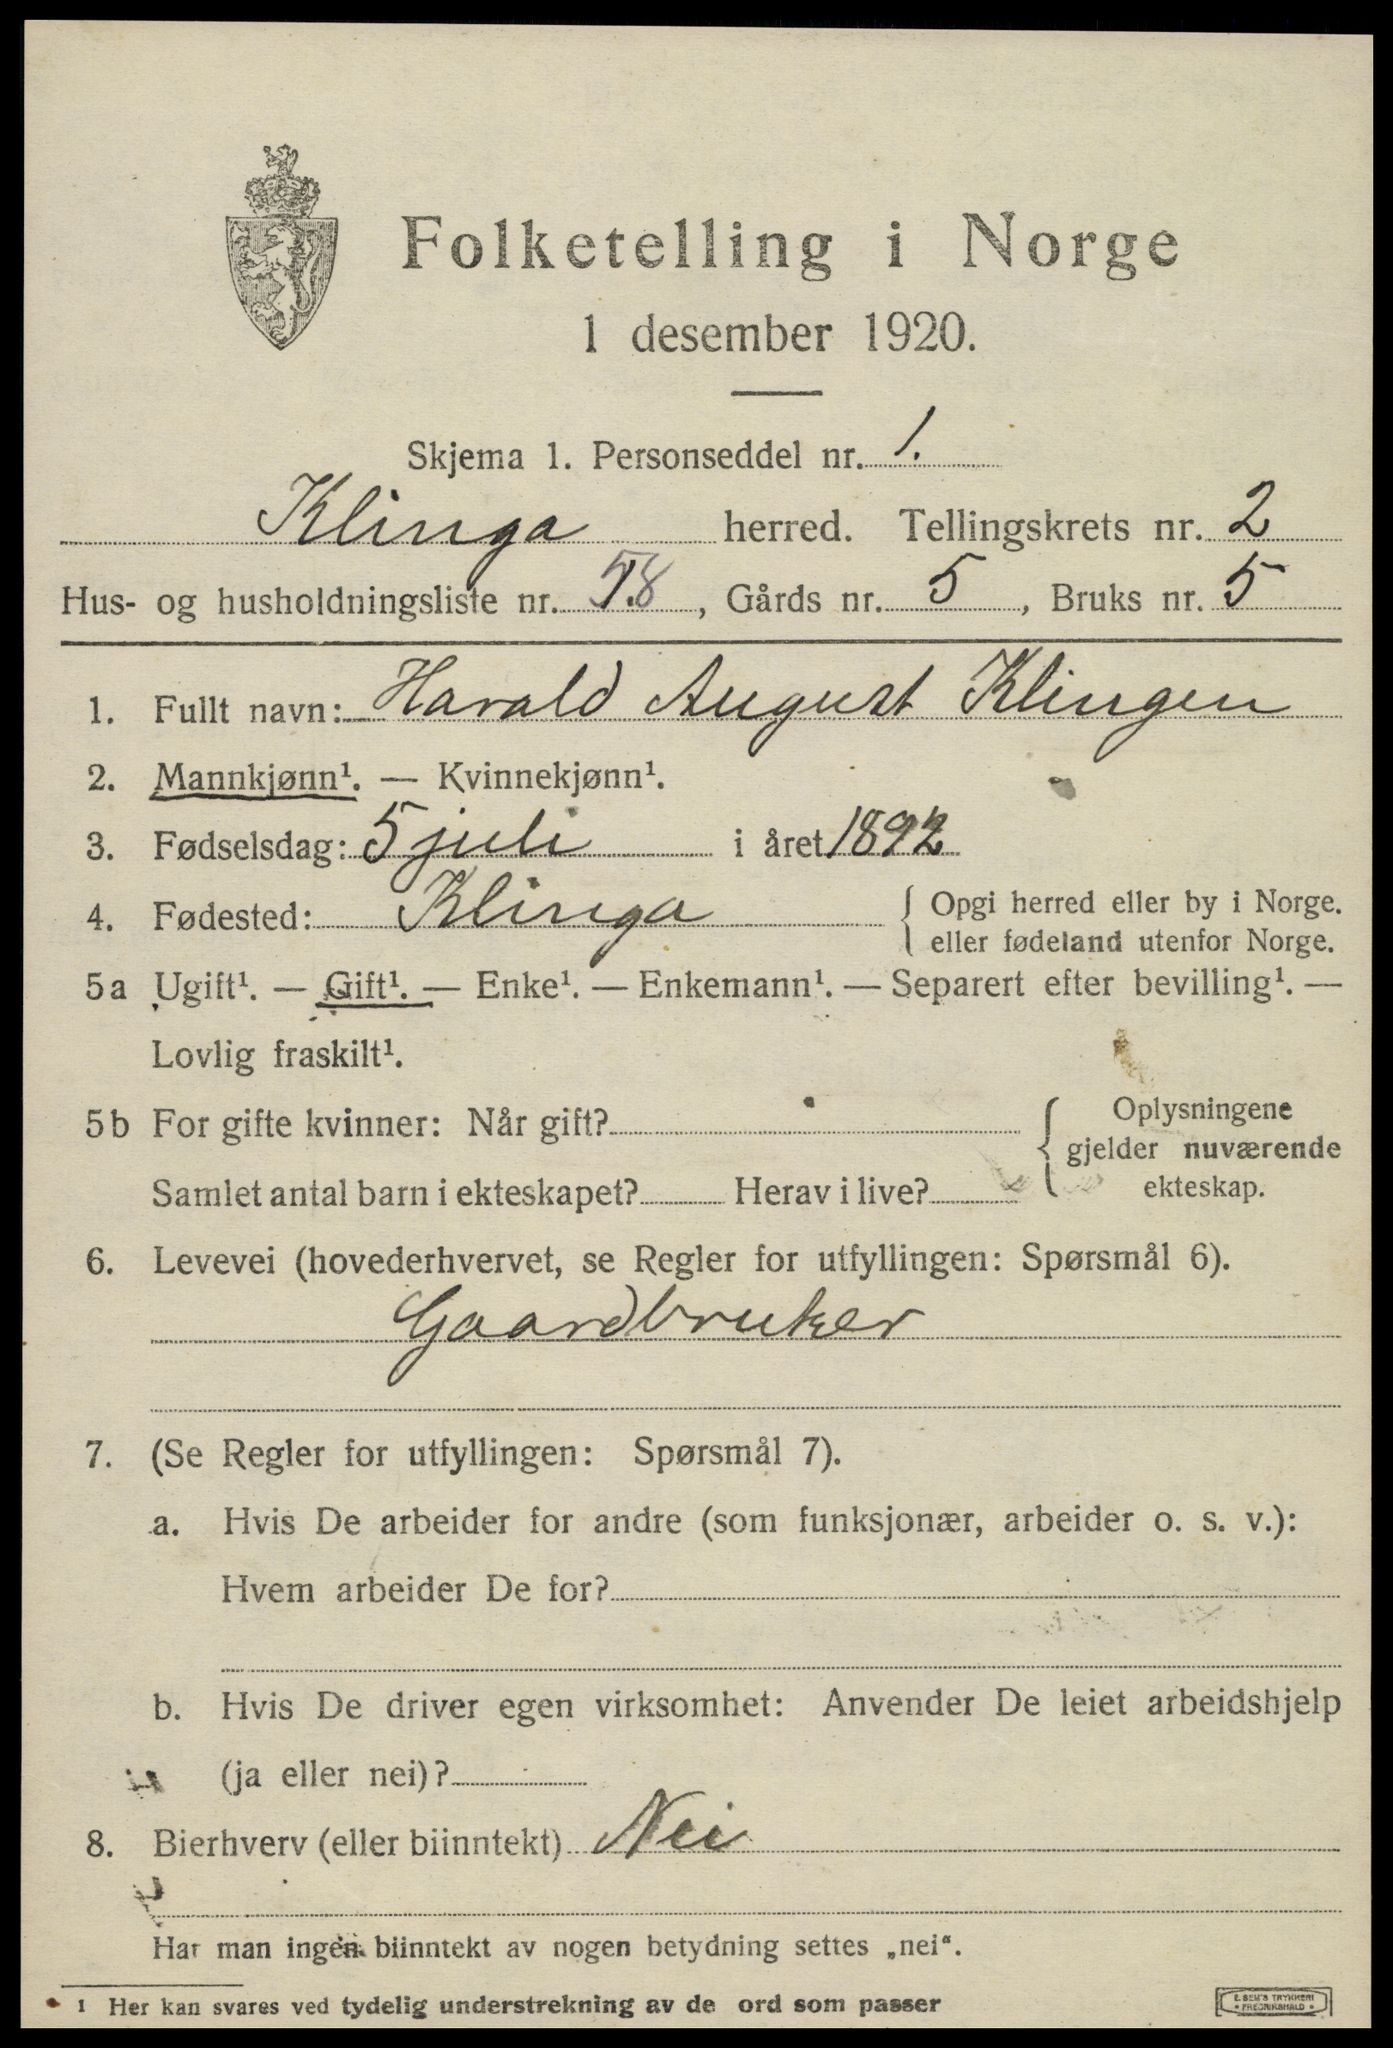 Folketelling i Norge
1 desember 1920.
Skjema 1. Personseddel nr. 1.
Klinga herred. Tellingskrets nr. 2
Hus- og husholdningsliste nr. 58, Gårds nr. 5, Bruks nr. 5
1. Fullt navn: Harald August Klingen
2. Mannkjønn¹. — Kvinnekjønn¹.
3. Fødselsdag: 5 juli i året 1892
4. Fødested: Klinga { Opgi herred eller by i Norge.
eller fødeland utenfor Norge.
5a Ugift¹. — Gift¹. — Enke¹. — Enkemann¹. — Separert efter bevilling¹. —
Lovlig fraskilt¹.
5b For gifte kvinner: Når gift?
Samlet antal barn i ekteskapet? Herav i live?
{ Oplysningene
gjelder nuværende
ekteskap.
6. Levevei (hovederhvervet, se Regler for utfyllingen: Spørsmål 6).
Gaardbruker
7. (Se Regler for utfyllingen: Spørsmål 7).
a. Hvis De arbeider for andre (som funksjonær, arbeider o. s. v.):
Hvem arbeider De for?
b. Hvis De driver egen virksomhet: Anvender De leiet arbeidshjelp
(ja eller nei)?
8. Bierhverv (eller biinntekt) Nei
Har man ingen biinntekt av nogen betydning settes „nei“.
1 Her kan svares ved tydelig understrekning av de ord som passer
E. SEM'S TRYKKERI
• FREDRIKSHALD •